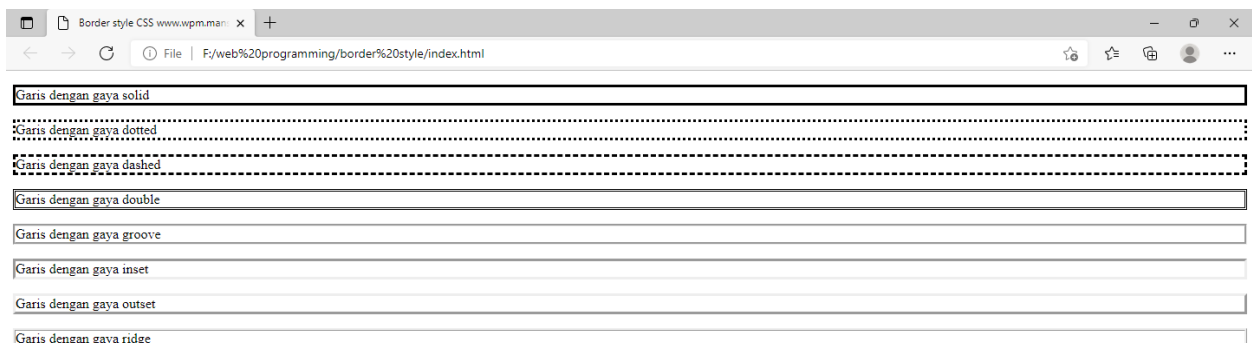 Border style CSS www.wpm.man
File | F:/web%20programming/border%20style/index.html
Garis dengan gaya solid
Garis dengan gaya dotted
Garis dengan gaya dashed
Garis dengan gaya double
Garis dengan gaya groove
Garis dengan gaya inset
Garis dengan gaya outset
Garis dengan gaya ridge